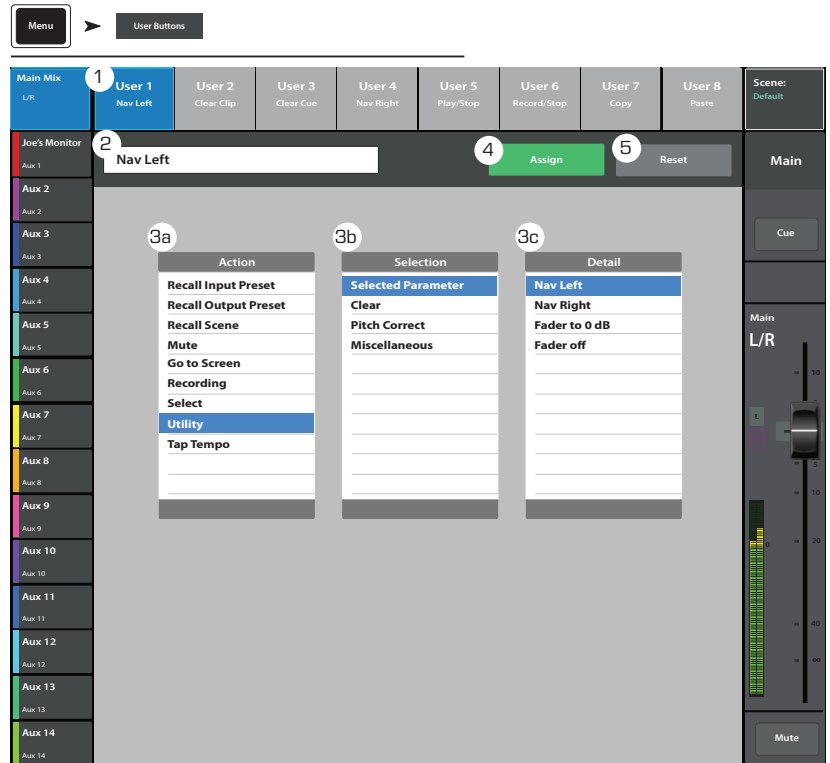 Menu
User Buttons
Main Mix
L/R
1
User 1
Nav Left
User 2
Clear Clip
User 3
Clear Cue
User 4
Nav Right
User 5
Play/Stop
User 6
Record/Stop
User 7
Copy
User 8
Paste
Scene:
Default
Joe's Monitor
Aux 1
Aux 2
Aux 2
Aux 3
Aux 3
Aux 4
Aux 4
Aux 5
Aux 5
Aux 6
Aux 6
Aux 7
Aux 7
Aux 8
Aux 8
Aux 9
Aux 9
Aux 10
Aux 10
Aux 11
Aux 11
Aux 12
Aux 12
Aux 13
Aux 13
Aux 14
Aux 14
2
Nav Left
4
Assign
5
Reset
3a
Action
Recall Input Preset
Recall Output Preset
Recall Scene
Mute
Go to Screen
Recording
Select
Utility
Tap Tempo
3b
Selection
Selected Parameter
Clear
Pitch Correct
Miscellaneous
3c
Detail
Nav Left
Nav Right
Fader to 0 dB
Fader off
Main
Cue
Main
L/R
10
L
5
10
0
20
40
∞
Mute